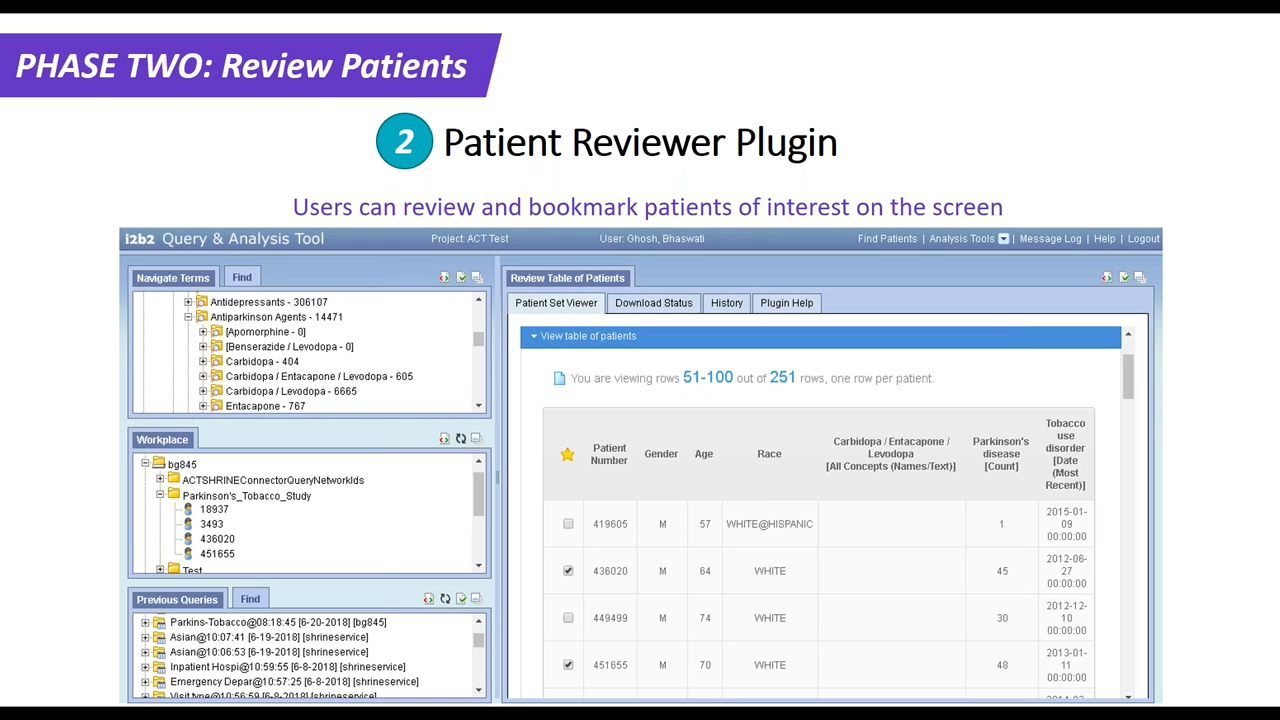 PHASE TWO: Review Patients
2 Patient Reviewer Plugin
Users can review and bookmark patients of interest on the screen
i2b2 Query & Analysis Tool Project: ACT Test User: Ghosh, Bhaswati Find Patients | Analysis Tools | Message Log | Help | Logout
Navigate Terms Find
Antidepressants - 306107
Antiparkinson Agents - 14471
[Apomorphine - 0]
[Benserazide / Levodopa - 0]
Carbidopa - 404
Carbidopa / Entacapone / Levodopa - 605
Carbidopa / Levodopa - 6665
Entacapone - 767
Workplace
bg845
ACTSHRINEConnectorQueryNetworkIds
Parkinson's_Tobacco_Study
18937
3493
436020
451655
Test
Previous Queries Find
Parkins-Tobacco@08:18:45 [6-20-2018] [bg845]
Asian@10:07:41 [6-19-2018] [shrineservice]
Asian@10:06:53 [6-19-2018] [shrineservice]
Inpatient Hospi@10:59:55 [6-8-2018] [shrineservice]
Emergency Depar@10:57:25 [6-8-2018] [shrineservice]
Visit type@10:56:59 [6-8-2018] [shrineservice]
Review Table of Patients
Patient Set Viewer Download Status History Plugin Help
View table of patients
You are viewing rows 51-100 out of 251 rows, one row per patient.
Patient Number
Gender
Age
Race
Carbidopa / Entacapone / Levodopa [All Concepts (Names/Text)]
Parkinson's disease [Count]
Tobacco use disorder [Date (Most Recent)]
419605 M 57 WHITE@HISPANIC 1 2015-01-09 00:00:00
436020 M 64 WHITE 45 2012-06-27 00:00:00
449499 M 74 WHITE 30 2012-12-10 00:00:00
451655 M 70 WHITE 48 2013-01-11 00:00:00